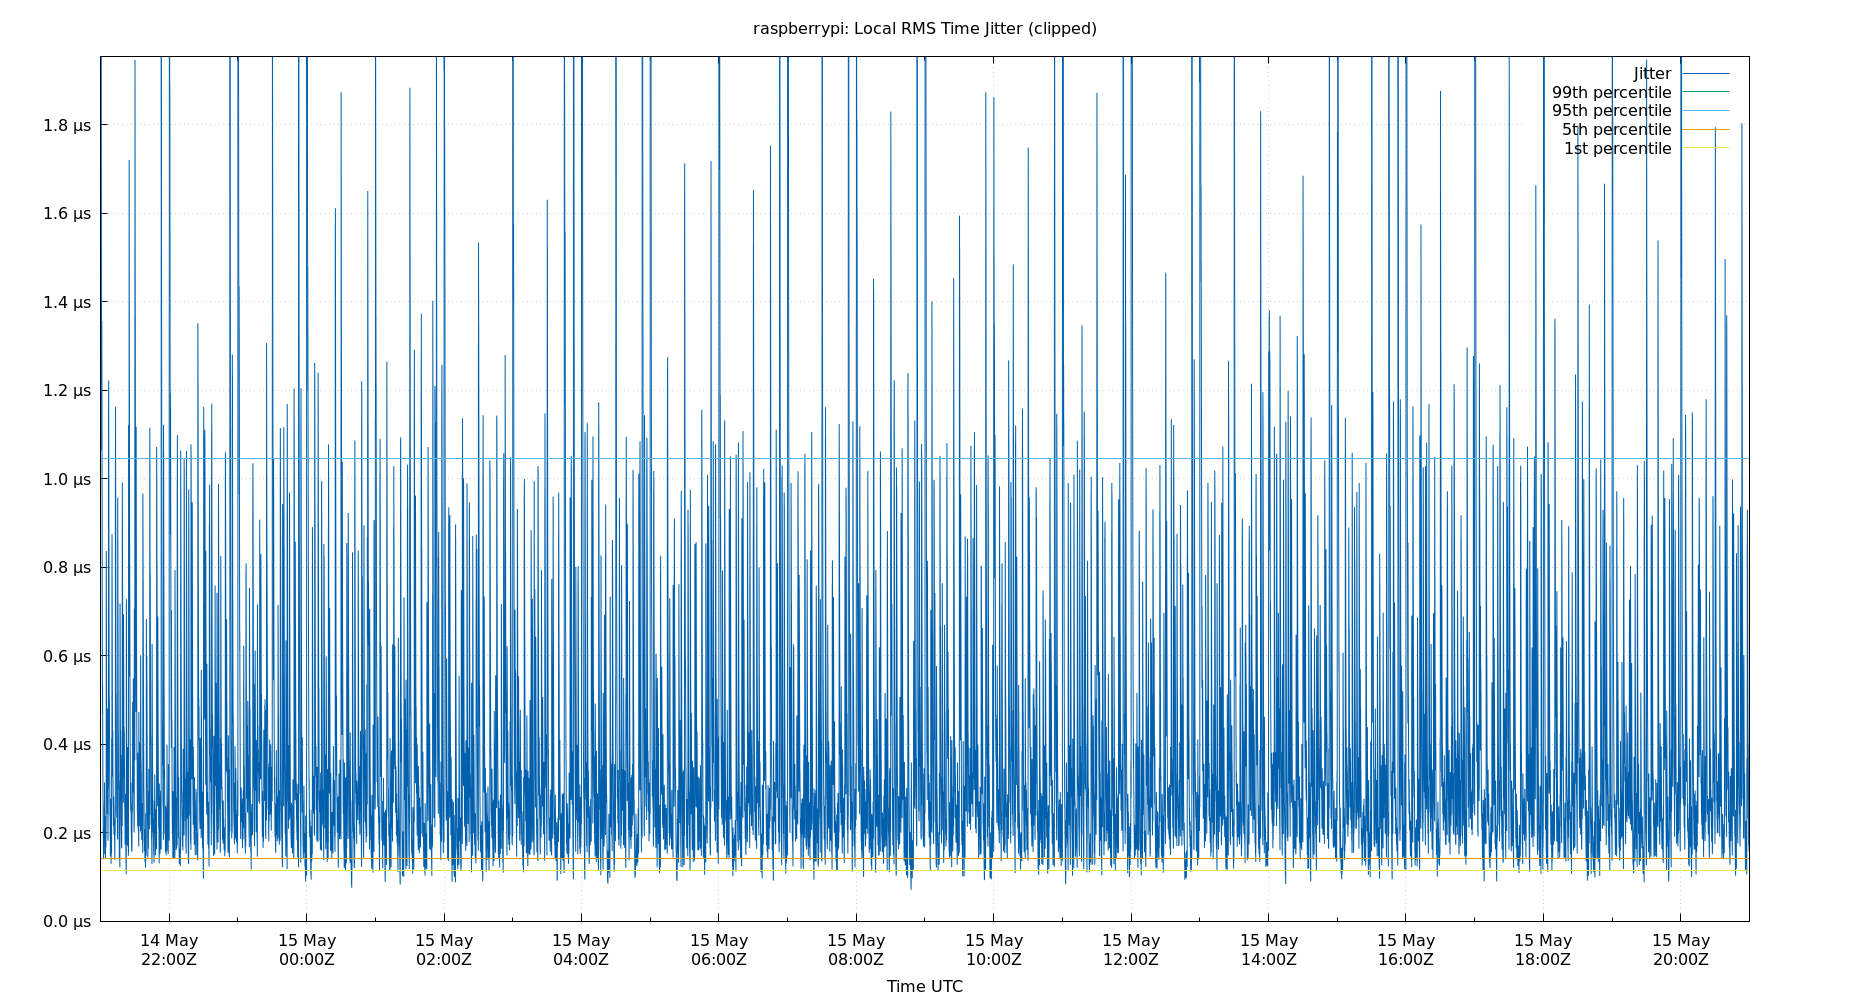 raspberrypi: Local RMS Time Jitter (clipped)
Jitter
99th percentile
95th percentile
5th percentile
1st percentile
1.8 µs
1.6 µs
1.4 µs
1.2 µs
1.0 µs
0.8 µs
0.6 µs
0.4 µs
0.2 µs
0.0 µs
14 May 15 May 15 May 15 May 15 May 15 May 15 May 15 May 15 May 15 May 15 May 15 May
22:00Z 00:00Z 02:00Z 04:00Z 06:00Z 08:00Z 10:00Z 12:00Z 14:00Z 16:00Z 18:00Z 20:00Z
Time UTC